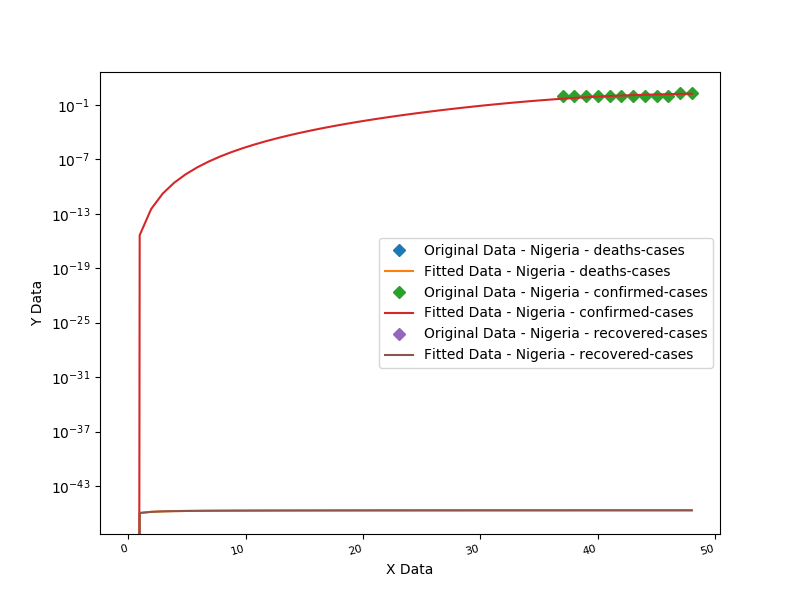 10⁻¹
10⁻⁷
10⁻¹³
10⁻¹⁹
10⁻²⁵
10⁻³¹
10⁻³⁷
10⁻⁴³
Y Data
Original Data - Nigeria - deaths-cases
Fitted Data - Nigeria - deaths-cases
Original Data - Nigeria - confirmed-cases
Fitted Data - Nigeria - confirmed-cases
Original Data - Nigeria - recovered-cases
Fitted Data - Nigeria - recovered-cases
0 10 20 30 40 50
X Data